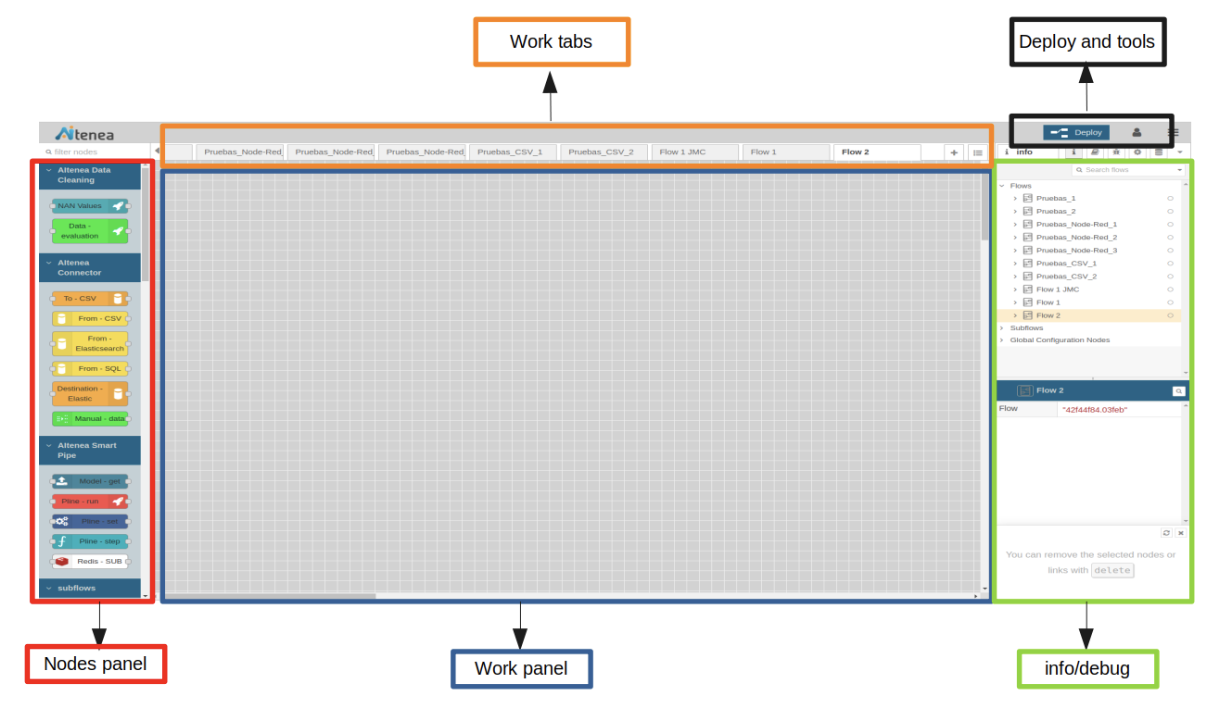 Work tabs
Deploy and tools
Aitenea
Deploy
filter nodes
Pruebas_Node-Red
Pruebas_Node-Red
Pruebas_Node-Red
Pruebas_CSV_1
Pruebas_CSV_2
Flow 1 JMC
Flow 1
Flow 2
info
Search flows
AItenea Data
Cleaning
NAN Values
Data -
evaluation
AItenea
Connector
To - CSV
From - CSV
From -
Elasticsearch
From - SQL
Destination -
Elastic
Manual - data
AItenea Smart
Pipe
Model - get
Pline - run
Pline - set
Pline - step
Redis - SUB
subflows
Flows
Pruebas_1
Pruebas_2
Pruebas_Node-Red_1
Pruebas_Node-Red_2
Pruebas_Node-Red_3
Pruebas_CSV_1
Pruebas_CSV_2
Flow 1 JMC
Flow 1
Flow 2
Subflows
Global Configuration Nodes
Flow 2
Flow
"42f44f84.03feb"
You can remove the selected nodes or
links with delete
Nodes panel
Work panel
info/debug